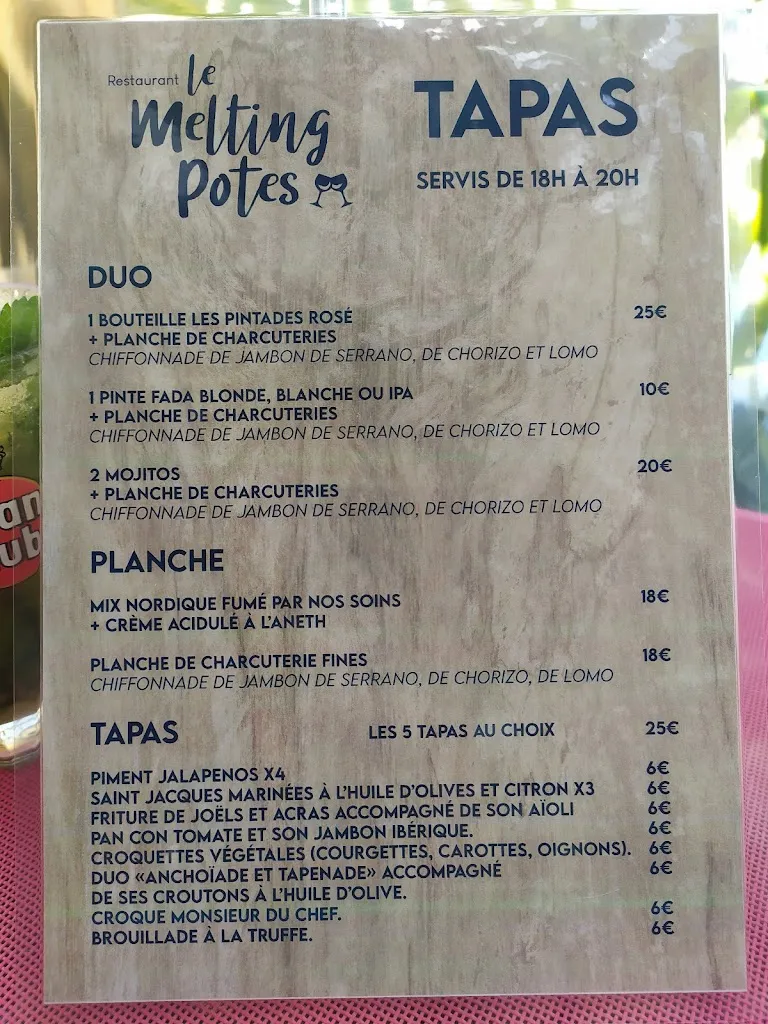 Restaurant le
Melting
Potes
TAPAS
SERVIS DE 18H À 20H
DUO
1 BOUTEILLE LES PINTADES ROSÉ 25€
+ PLANCHE DE CHARCUTERIES
CHIFFONNADE DE JAMBON DE SERRANO, DE CHORIZO ET LOMO
1 PINTE FADA BLONDE, BLANCHE OU IPA 10€
+ PLANCHE DE CHARCUTERIES
CHIFFONNADE DE JAMBON DE SERRANO, DE CHORIZO ET LOMO
2 MOJITOS 20€
+ PLANCHE DE CHARCUTERIES
CHIFFONNADE DE JAMBON DE SERRANO, DE CHORIZO ET LOMO
PLANCHE
MIX NORDIQUE FUMÉ PAR NOS SOINS 18€
+ CRÈME ACIDULÉ À L'ANETH
PLANCHE DE CHARCUTERIE FINES 18€
CHIFFONNADE DE JAMBON DE SERRANO, DE CHORIZO, DE LOMO
TAPAS LES 5 TAPAS AU CHOIX 25€
PIMENT JALAPENOS X4 6€
SAINT JACQUES MARINÉES À L'HUILE D'OLIVES ET CITRON X3 6€
FRITURE DE JOËLS ET ACRAS ACCOMPAGNÉ DE SON AÏOLI 6€
PAN CON TOMATE ET SON JAMBON IBÉRIQUE. 6€
CROQUETTES VÉGÉTALES (COURGETTES, CAROTTES, OIGNONS). 6€
DUO «ANCHOÏADE ET TAPENADE» ACCOMPAGNÉ 6€
DE SES CROUTONS À L'HUILE D'OLIVE.
CROQUE MONSIEUR DU CHEF. 6€
BROUILLADE À LA TRUFFE. 6€